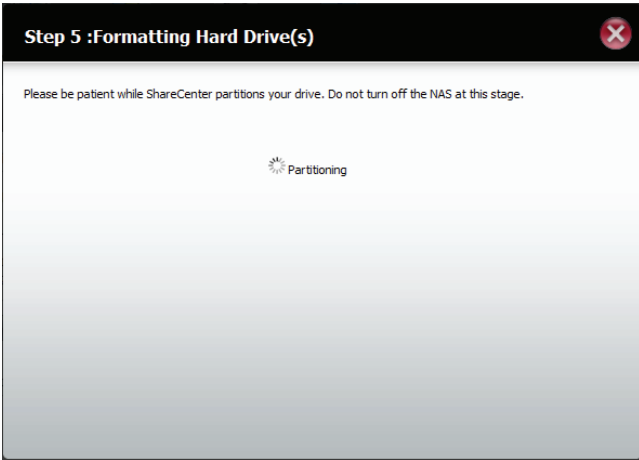 Step 5 :Formatting Hard Drive(s)
Please be patient while ShareCenter partitions your drive. Do not turn off the NAS at this stage.
Partitioning